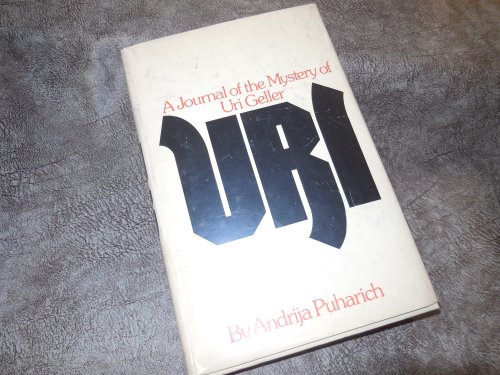 A Journal of the Mystery of
Uri Geller
URI
By Andrija Puharich